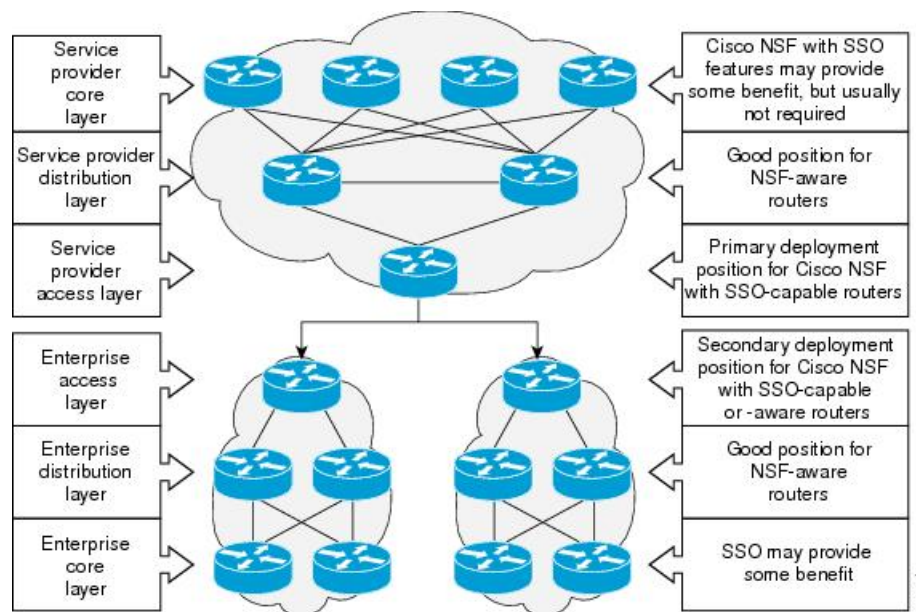 Service
provider
core
layer
Cisco NSF with SSO
features may provide
some benefit, but usually
not required
Service provider
distribution
layer
Good position for
NSF-aware
routers
Service
provider
access layer
Primary deployment
position for Cisco NSF
with SSO-capable routers
Enterprise
access
layer
Secondary deployment
position for Cisco NSF
with SSO-capable
or -aware routers
Enterprise
distribution
layer
Good position for
NSF-aware
routers
Enterprise
core
layer
SSO may provide
some benefit